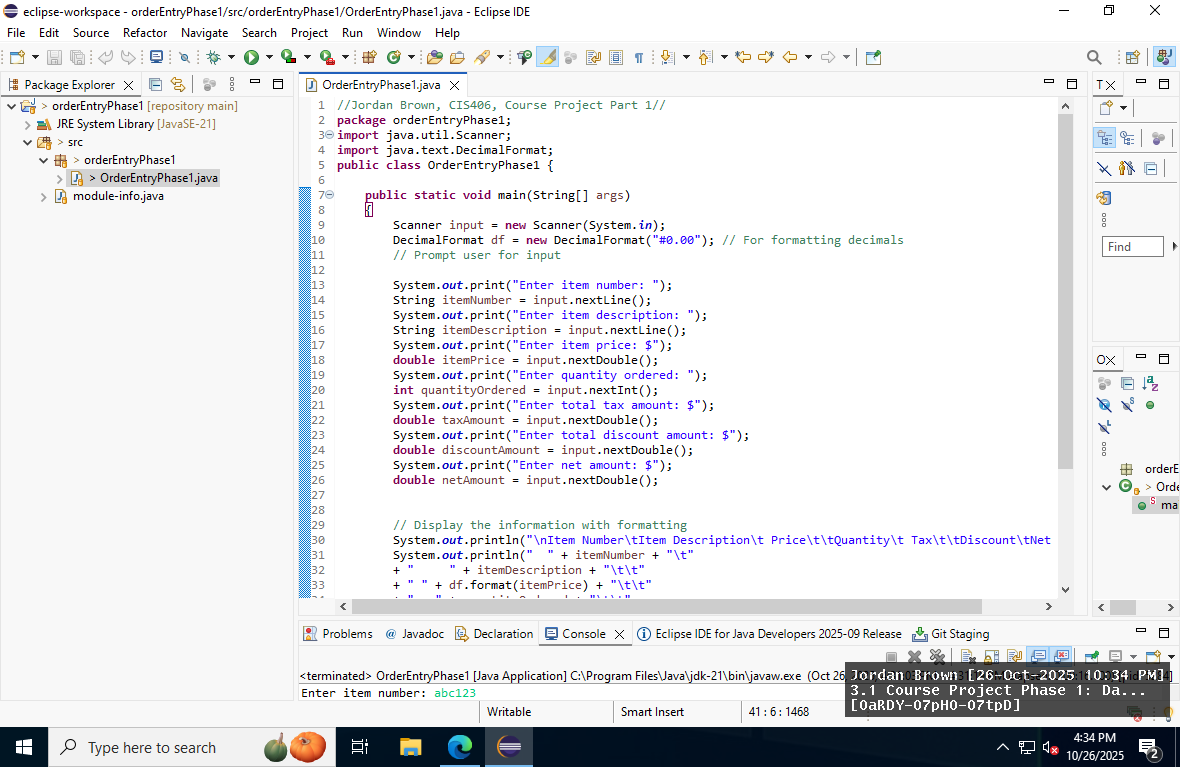 eclipse-workspace - orderEntryPhase1/src/orderEntryPhase1/OrderEntryPhase1.java - Eclipse IDE
File Edit Source Refactor Navigate Search Project Run Window Help
Package Explorer
OrderEntryPhase1.java
> orderEntryPhase1 [repository main]
JRE System Library [JavaSE-21]
> src
> orderEntryPhase1
> OrderEntryPhase1.java
module-info.java
1 //Jordan Brown, CIS406, Course Project Part 1//
2 package orderEntryPhase1;
3 import java.util.Scanner;
4 import java.text.DecimalFormat;
5 public class OrderEntryPhase1 {
6
7 public static void main(String[] args)
8 {
9 Scanner input = new Scanner(System.in);
10 DecimalFormat df = new DecimalFormat("#0.00"); // For formatting decimals
11 // Prompt user for input
12
13 System.out.print("Enter item number: ");
14 String itemNumber = input.nextLine();
15 System.out.print("Enter item description: ");
16 String itemDescription = input.nextLine();
17 System.out.print("Enter item price: $");
18 double itemPrice = input.nextDouble();
19 System.out.print("Enter quantity ordered: ");
20 int quantityOrdered = input.nextInt();
21 System.out.print("Enter total tax amount: $");
22 double taxAmount = input.nextDouble();
23 System.out.print("Enter total discount amount: $");
24 double discountAmount = input.nextDouble();
25 System.out.print("Enter net amount: $");
26 double netAmount = input.nextDouble();
27
28
29 // Display the information with formatting
30 System.out.println("\nItem Number\tItem Description\t Price\t\tQuantity\t Tax\t\tDiscount\tNet
31 System.out.println("  " + itemNumber + "\t"
32 + "     " + itemDescription + "\t\t"
33 + " " + df.format(itemPrice) + "\t\t"
T
Find
O
orderE
> Orde
ma
Problems @ Javadoc Declaration Console Eclipse IDE for Java Developers 2025-09 Release Git Staging
<terminated> OrderEntryPhase1 [Java Application] C:\Program Files\Java\jdk-21\bin\javaw.exe (Oct 26,
Enter item number: abc123
Jordan Brown [26-Oct-2025 10:34 PM]
3.1 Course Project Phase 1: Da...
[OaRDY-O7pHO-O7tpD]
Writable
Smart Insert
41 : 6 : 1468
Type here to search
4:34 PM
10/26/2025
2